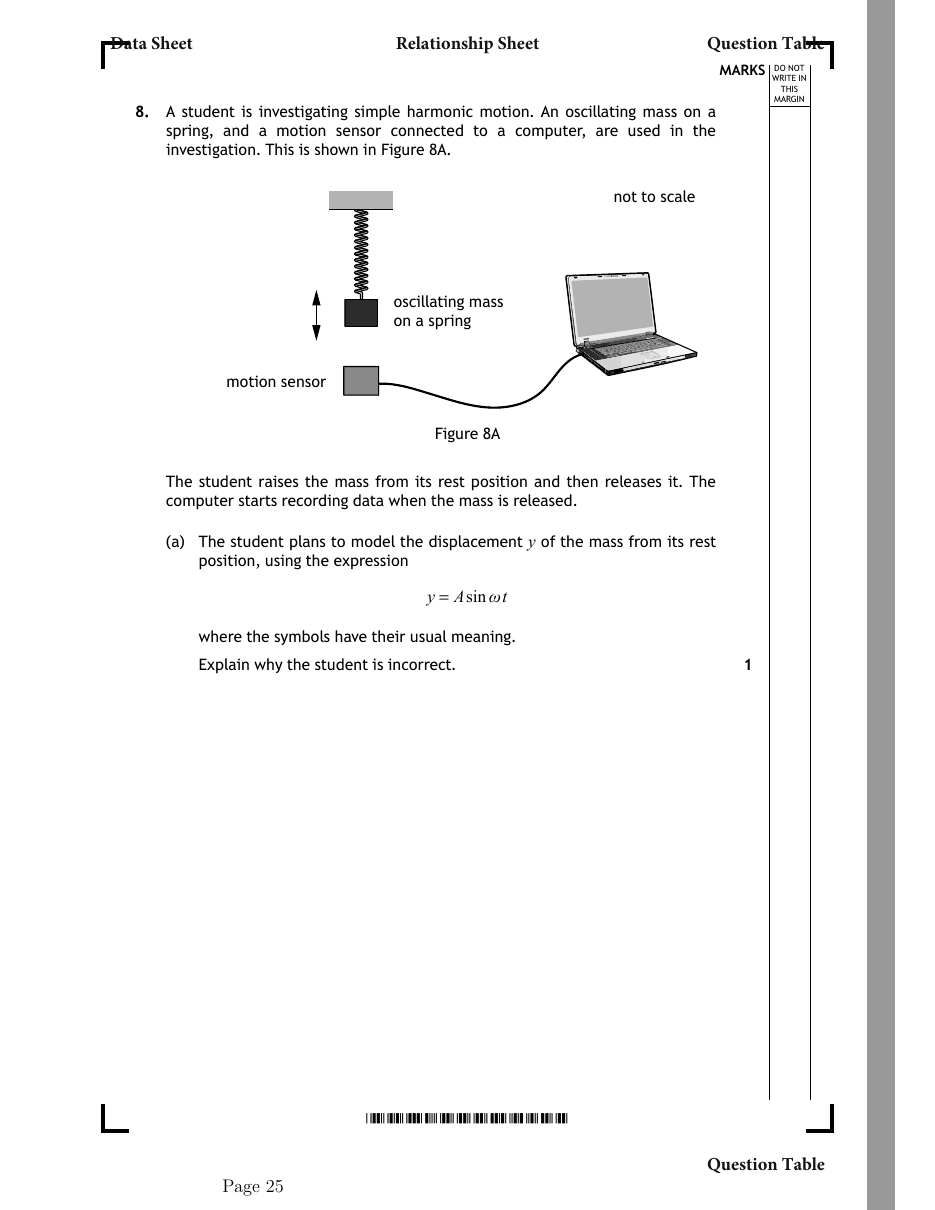 Data Sheet Relationship Sheet Question Table
MARKS
DO NOT
WRITE IN
THIS
MARGIN
8. A student is investigating simple harmonic motion. An oscillating mass on a
spring, and a motion sensor connected to a computer, are used in the
investigation. This is shown in Figure 8A.
not to scale
oscillating mass
on a spring
motion sensor
Figure 8A
The student raises the mass from its rest position and then releases it. The
computer starts recording data when the mass is released.
(a) The student plans to model the displacement y of the mass from its rest
position, using the expression
y = A sin ωt
where the symbols have their usual meaning.
Explain why the student is incorrect. 1
Question Table
Page 25